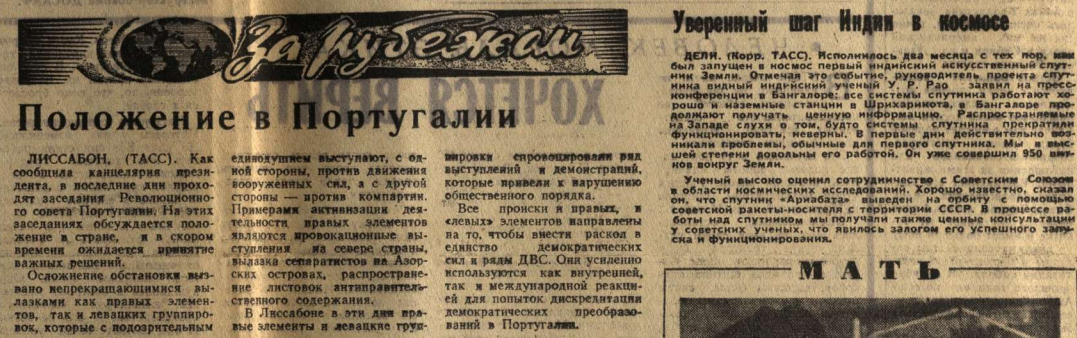 За рубежом
Положение в Португалии
ЛИССАБОН, (ТАСС). Как
сообщила канцелярия прези-
дента, в последние дни прохо-
дят заседания Революционно-
го совета Португалии. На этих
заседаниях обсуждается поло-
жение в стране, и в скором
времени ожидается принятие
важных решений.
Осложнение обстановки выз-
вано непрекращающимися вы-
лазками как правых элемен-
тов, так и левацких группиро-
вок, которые с подозрительным
единодушием выступают, с од-
ной стороны, против движения
вооруженных сил, а с другой
стороны — против компартии.
Примерами активизации дея-
тельности правых элементов
являются провокационные выс-
тупления на севере страны,
вылазка сепаратистов на Азор-
ских островах, распростране-
ние листовок антиправитель-
ственного содержания.
В Лиссабоне в эти дни пра-
вые элементы и левацкие груп-
пировки спровоцировали ряд
выступлений и демонстраций,
которые привели к нарушению
общественного порядка.
Все происки и правых, и
«левых» элементов направлены
на то, чтобы внести раскол в
единство демократических
сил и ряды ДВС. Они усиленно
используются как внутренней,
так и международной реакци-
ей для попыток дискредитации
демократических преобразо-
ваний в Португалии.
Уверенный шаг Индии в космосе
ДЕЛИ. (Корр. ТАСС). Исполнилось два месяца с тех пор, как
был запущен в космос первый индийский искусственный спут-
ник Земли. Отмечая это событие, руководитель проекта спут-
ника видный индийский ученый У. Р. Рао заявил на пресс-
конференции в Бангалоре: все системы спутника работают хо-
рошо и наземные станции в Шрихарикота, в Бангалоре про-
должают получать ценную информацию. Распространяемые
на Западе слухи о том, будто системы спутника прекратили
функционировать, неверны. В первые дни действительно воз-
никали проблемы, обычные для первого спутника. Мы в выс-
шей степени довольны его работой. Он уже совершил 950 вит-
ков вокруг Земли.
Ученый высоко оценил сотрудничество с Советским Союзом
в области космических исследований. Хорошо известно, сказал
он, что спутник «Ариабата» выведен на орбиту с помощью
советской ракеты-носителя с территории СССР. В процессе ра-
боты над спутником мы получали также ценные консультации
у советских ученых, что явилось залогом его успешного запу-
ска и функционирования.
МАТЬ